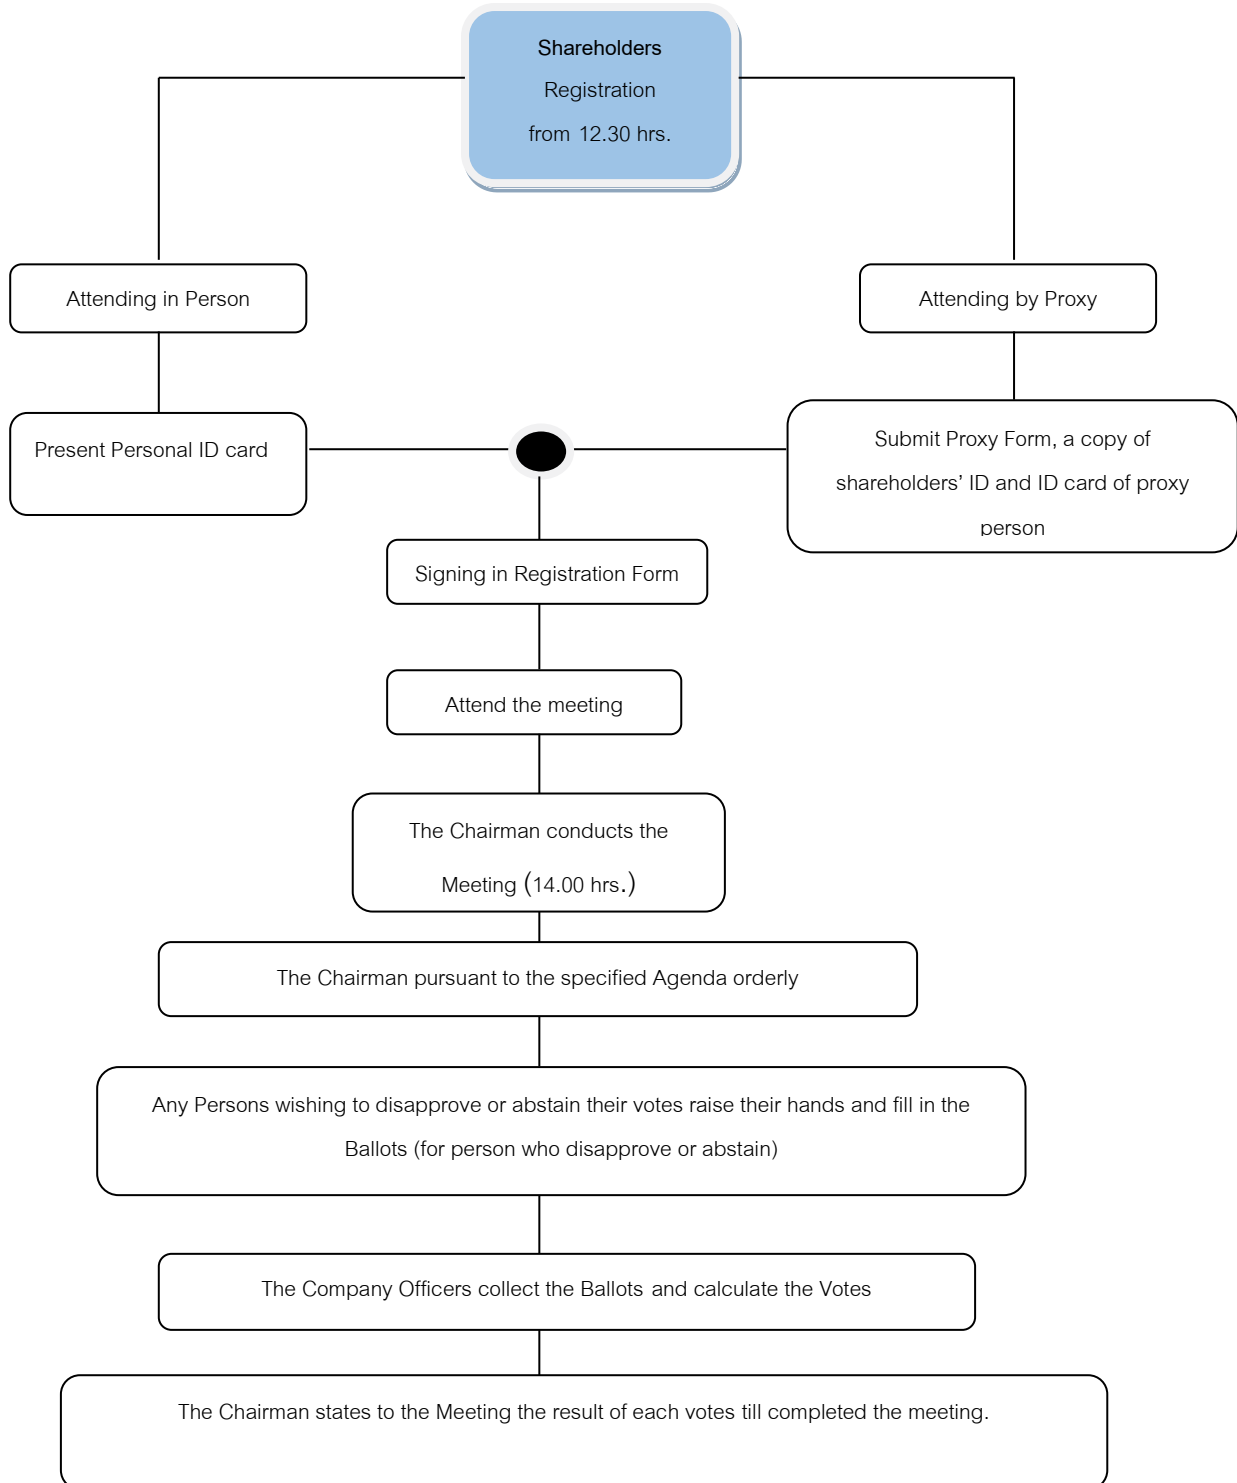 Shareholders
Registration
from 12.30 hrs.
Attending in Person
Attending by Proxy
Present Personal ID card
Submit Proxy Form, a copy of
shareholders’ ID and ID card of proxy
person
Signing in Registration Form
Attend the meeting
The Chairman conducts the
Meeting (14.00 hrs.)
The Chairman pursuant to the specified Agenda orderly
Any Persons wishing to disapprove or abstain their votes raise their hands and fill in the
Ballots (for person who disapprove or abstain)
The Company Officers collect the Ballots and calculate the Votes
The Chairman states to the Meeting the result of each votes till completed the meeting.